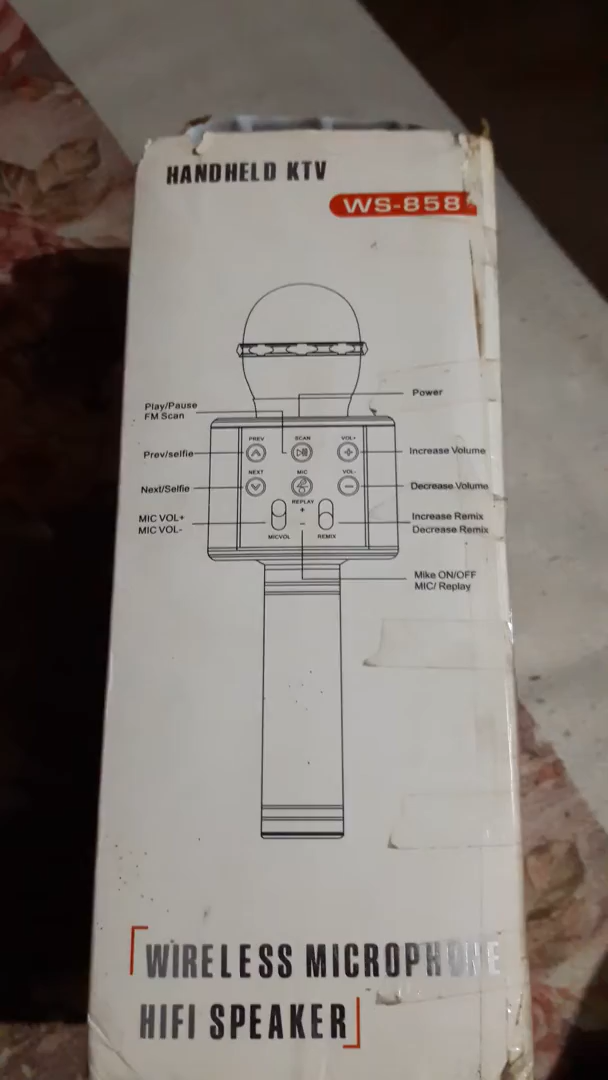 HANDHELD KTV
WS-858
Power
Play/Pause
FM Scan
PREV
SCAN
VOL+
Prev/selfie
Increase Volume
NEXT
MIC
VOL-
Next/Selfie
Decrease Volume
REPLAY
+
-
MIC VOL+
MIC VOL-
Increase Remix
Decrease Remix
MICVOL
REMIX
Mike ON/OFF
MIC/ Replay
WIRELESS MICROPHONE
HIFI SPEAKER